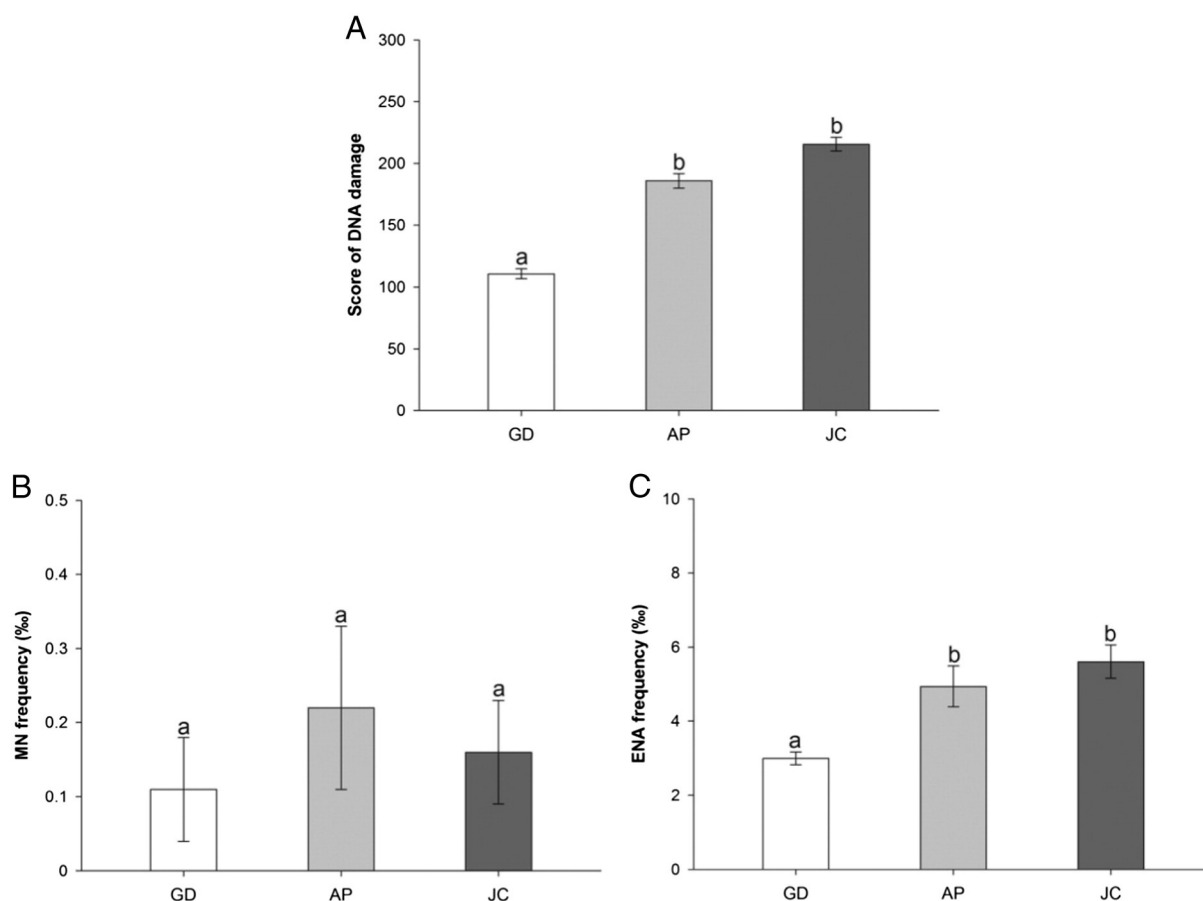 A
Score of DNA damage
300
250
200
150
100
50
0
a
b
b
GD AP JC
B
MN frequency (‰)
0.5
0.4
0.3
0.2
0.1
0
a
a
a
GD AP JC
C
ENA frequency (‰)
10
8
6
4
2
0
a
b
b
GD AP JC